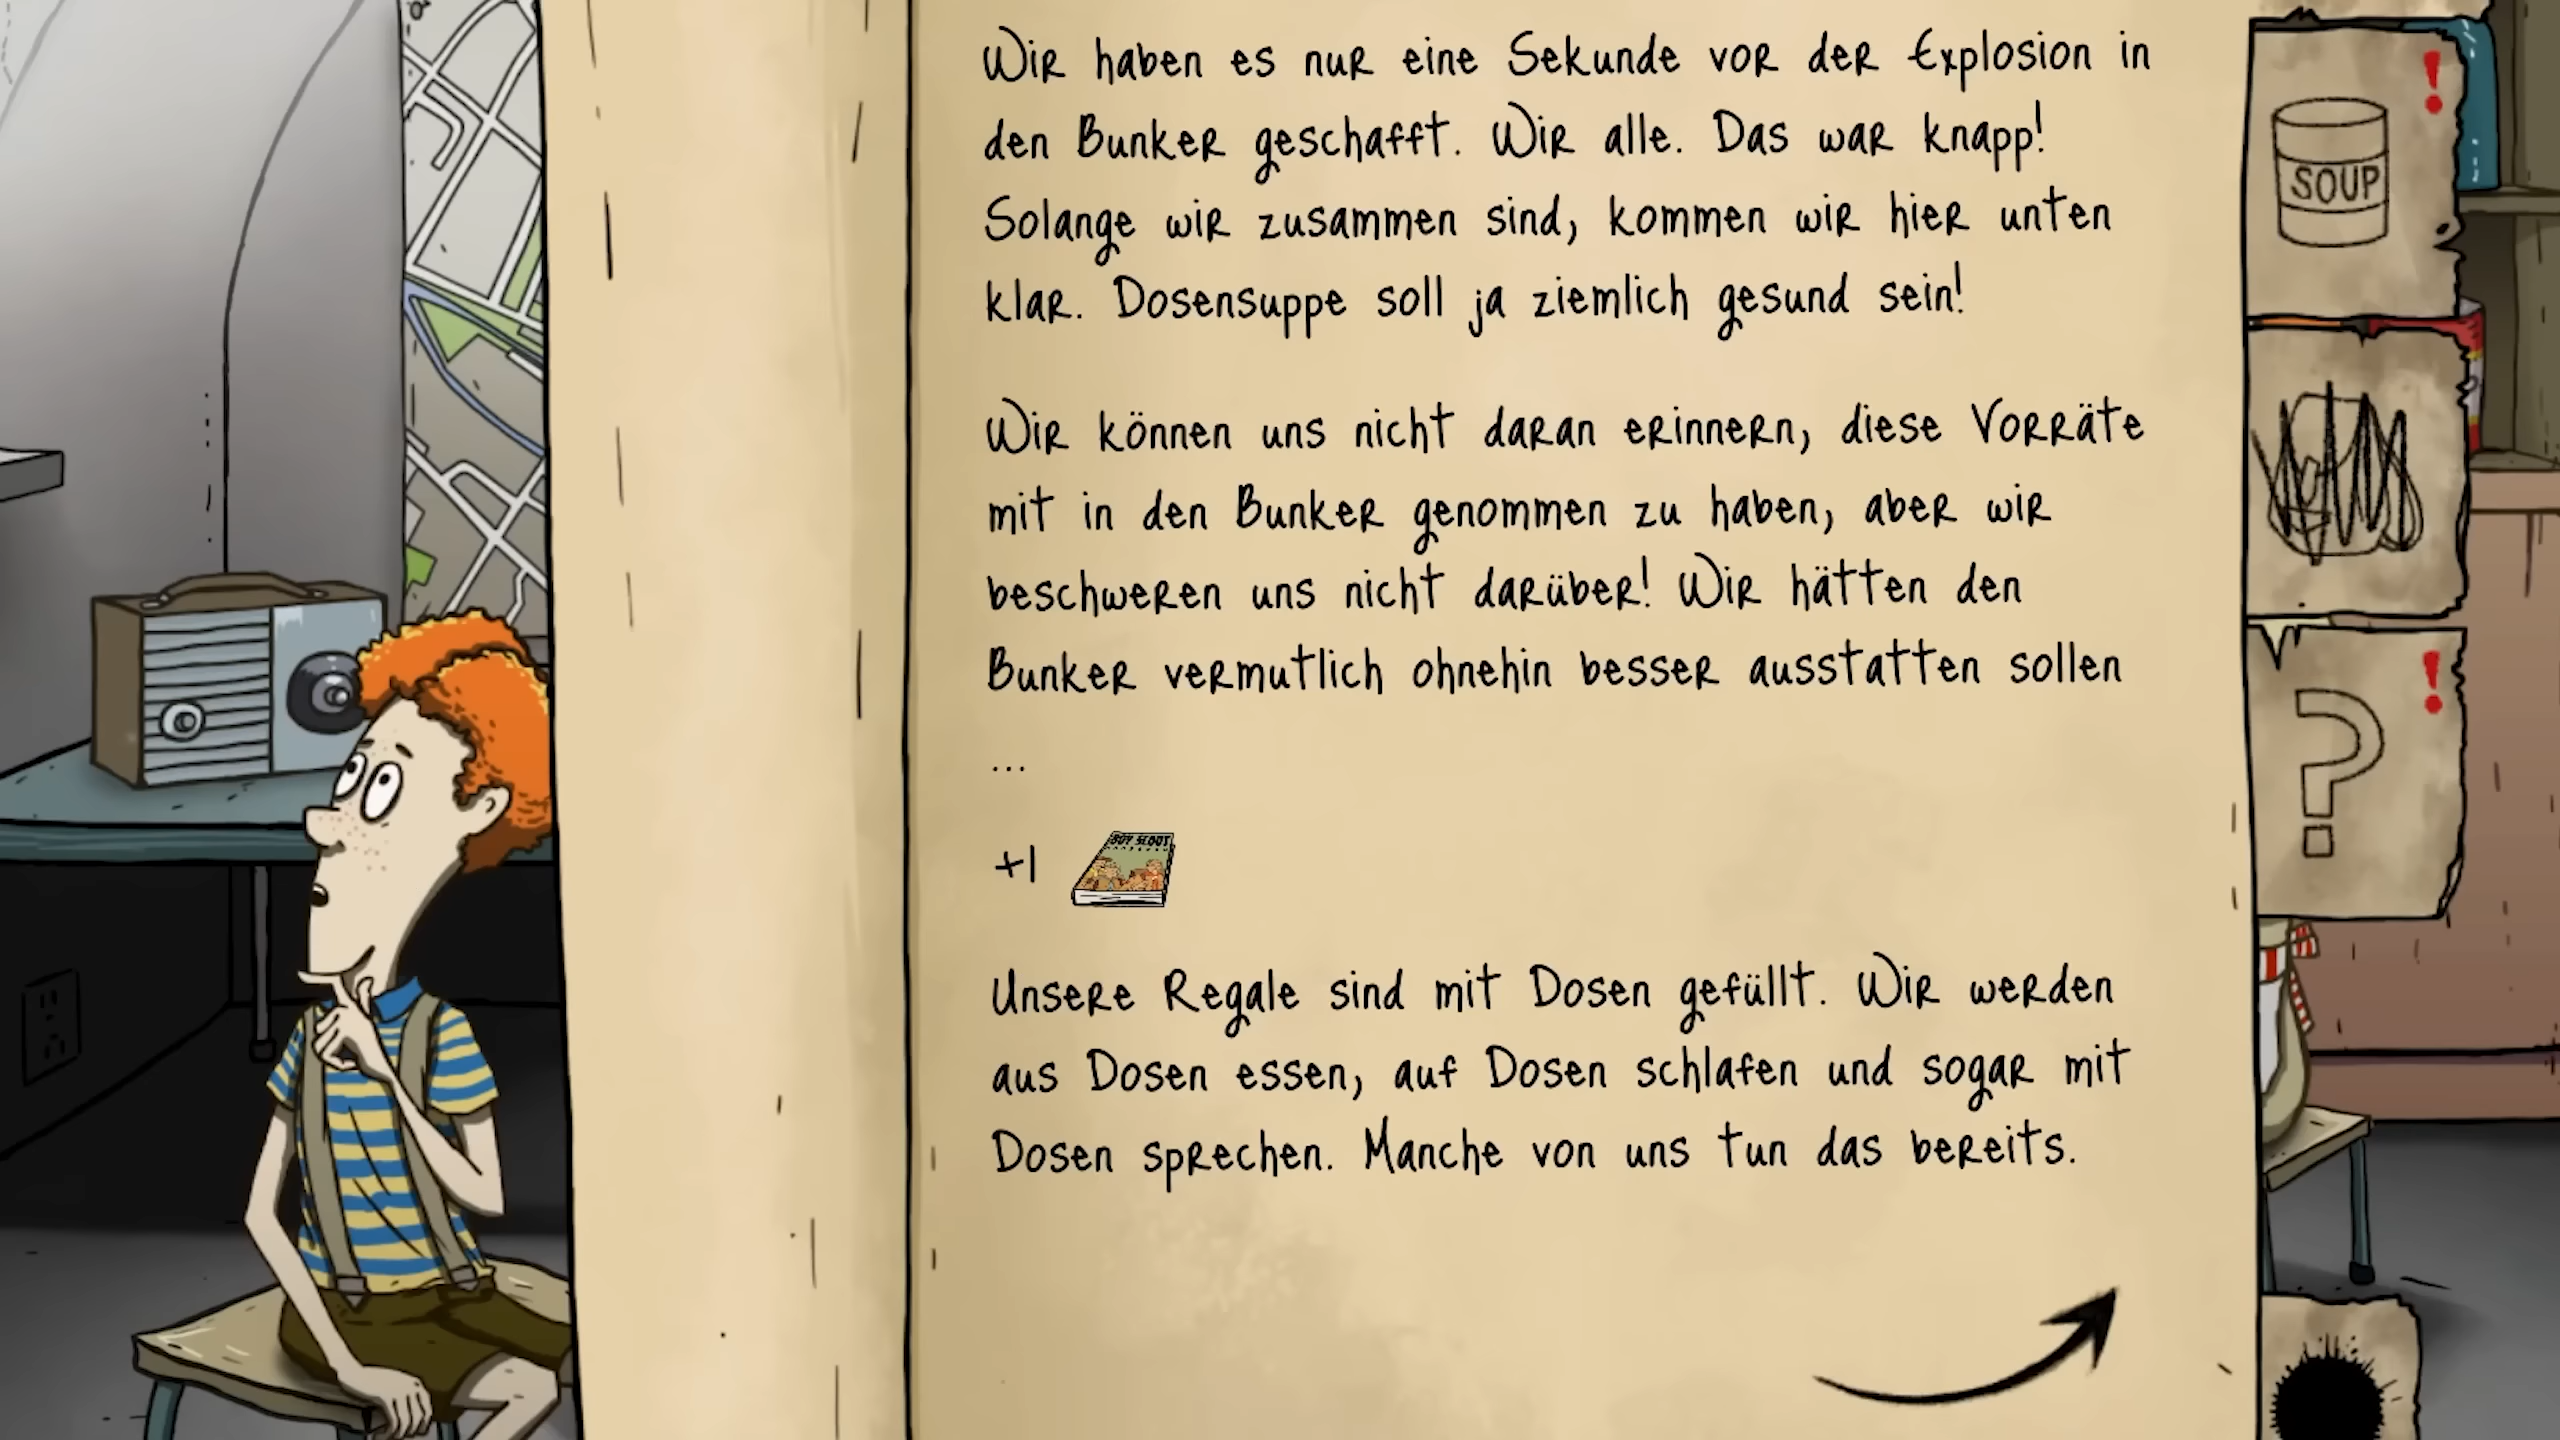 Wir haben es nur eine Sekunde vor der Explosion in
den Bunker geschafft. Wir alle. Das war knapp!
Solange wir zusammen sind, kommen wir hier unten
klar. Dosensuppe soll ja ziemlich gesund sein!
Wir können uns nicht daran erinnern, diese Vorräte
mit in den Bunker genommen zu haben, aber wir
beschweren uns nicht darüber! Wir hätten den
Bunker vermutlich ohnehin besser ausstatten sollen
...
+1
BOY SCOUT
Unsere Regale sind mit Dosen gefüllt. Wir werden
aus Dosen essen, auf Dosen schlafen und sogar mit
Dosen sprechen. Manche von uns tun das bereits.
!
SOUP
!
?